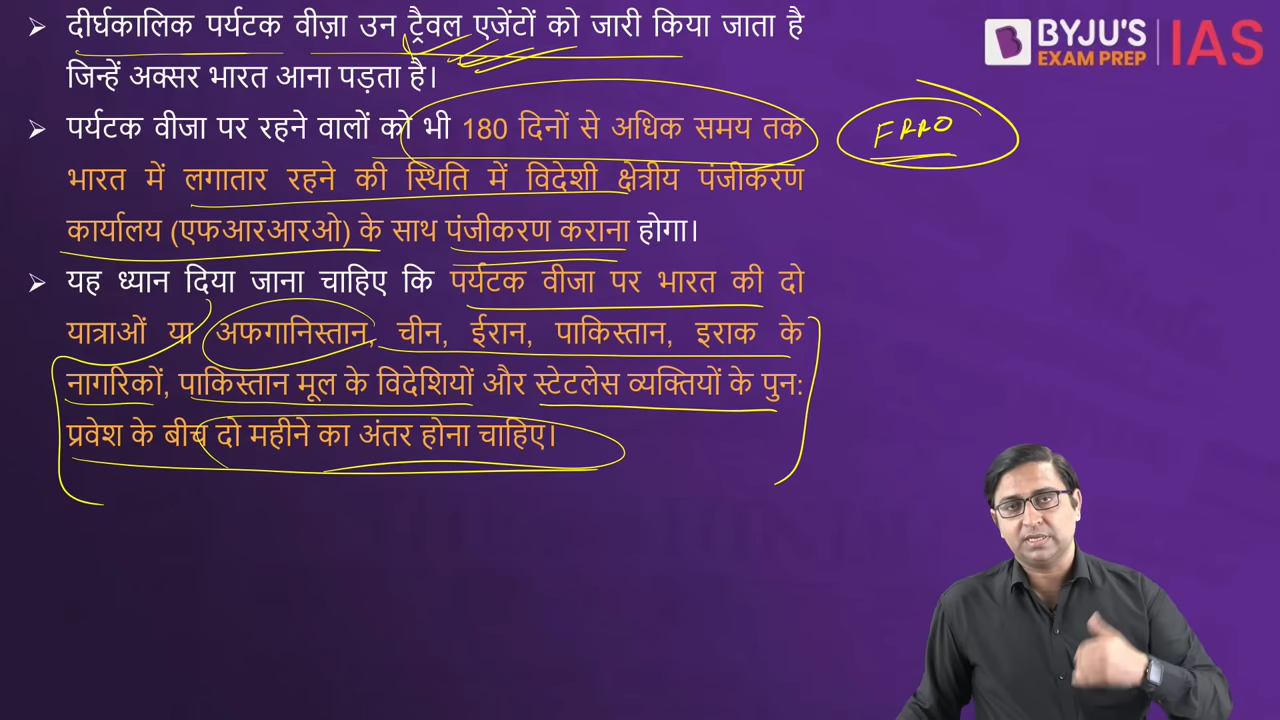 ➢ दीर्घकालिक पर्यटक वीज़ा उन ट्रैवल एजेंटों को जारी किया जाता है
जिन्हें अक्सर भारत आना पड़ता है।
➢ पर्यटक वीजा पर रहने वालों को भी 180 दिनों से अधिक समय तक
भारत में लगातार रहने की स्थिति में विदेशी क्षेत्रीय पंजीकरण
कार्यालय (एफआरआरओ) के साथ पंजीकरण कराना होगा।
➢ यह ध्यान दिया जाना चाहिए कि पर्यटक वीजा पर भारत की दो
यात्राओं या अफगानिस्तान, चीन, ईरान, पाकिस्तान, इराक के
नागरिकों, पाकिस्तान मूल के विदेशियों और स्टेटलेस व्यक्तियों के पुन:
प्रवेश के बीच दो महीने का अंतर होना चाहिए।
FRRO
BYJU'S
EXAM PREP
IAS